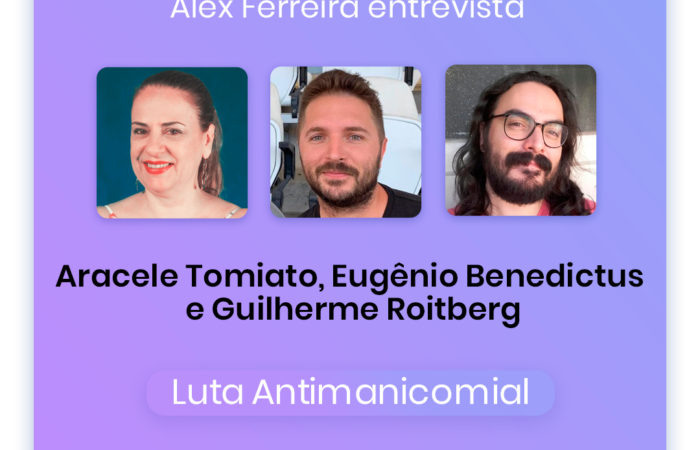 Alex Ferreira entrevista
Aracele Tomiato, Eugênio Benedictus
e Guilherme Roitberg
Luta Antimanicomial